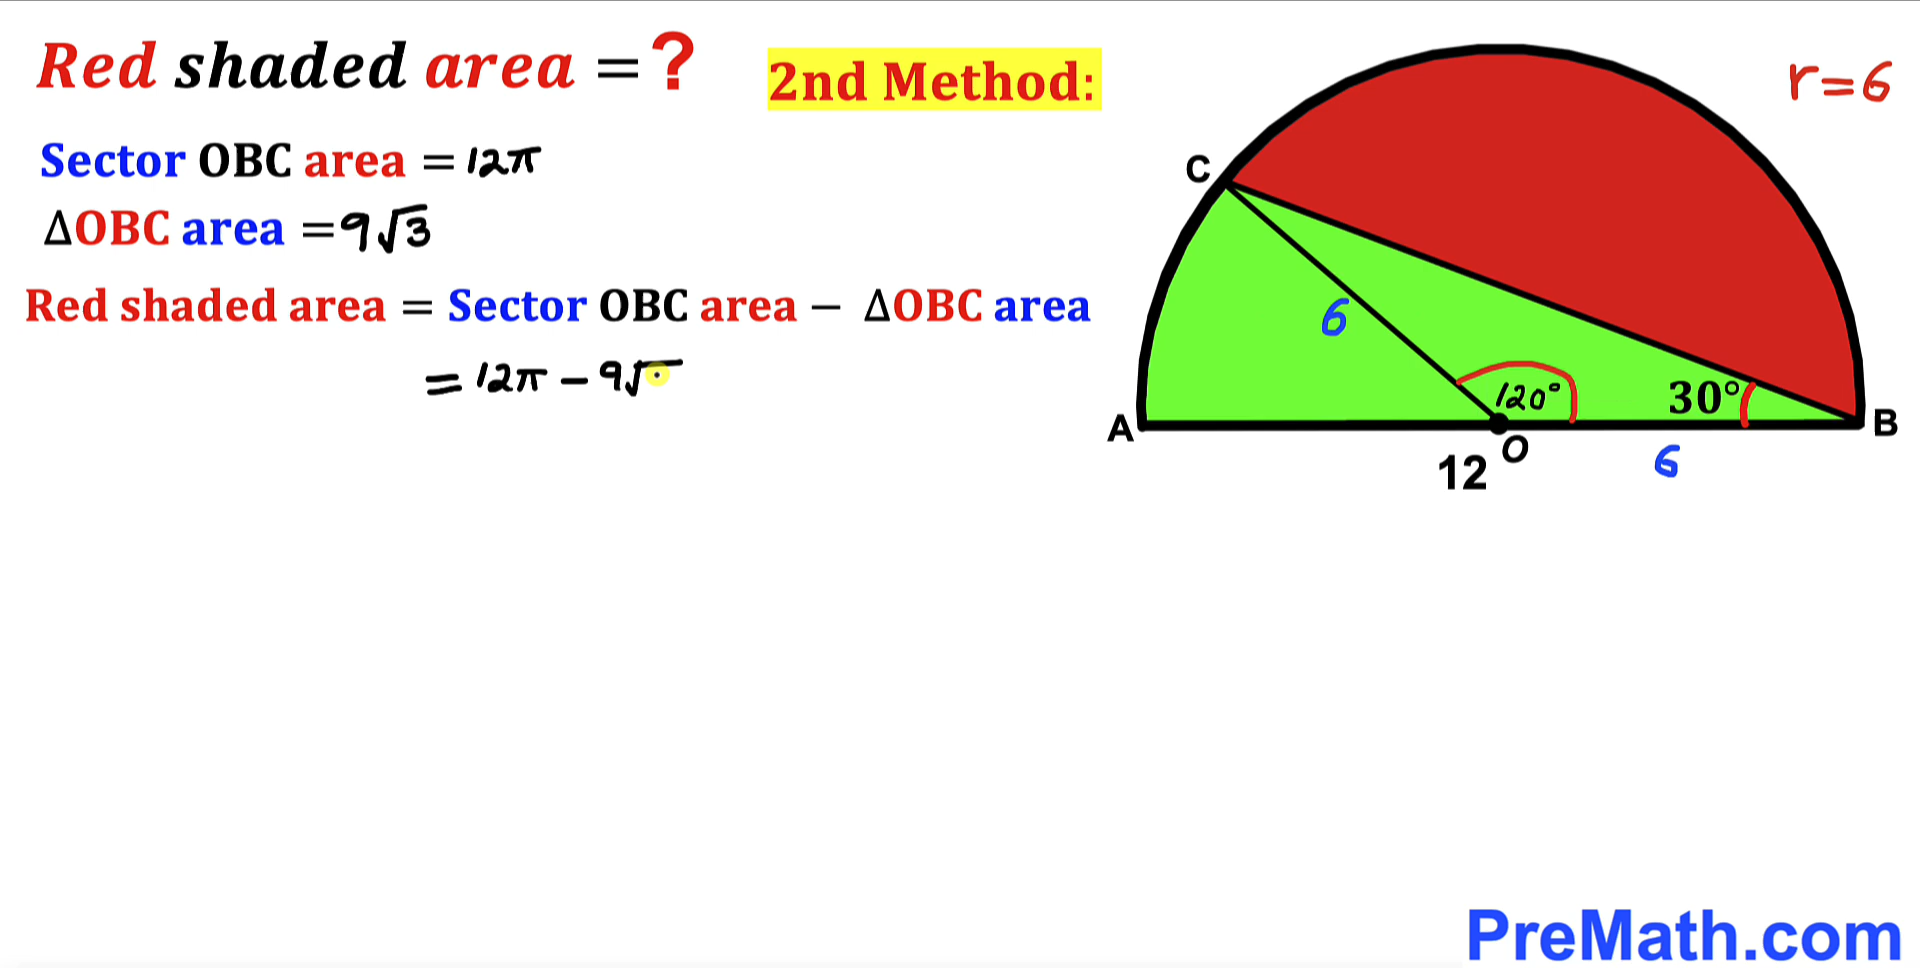 Red shaded area = ?
2nd Method:
r=6
Sector OBC area = 12π
ΔOBC area = 9√3
Red shaded area = Sector OBC area − ΔOBC area
= 12π − 9√
C
6
120°
30°
A
B
O
12
6
PreMath.com